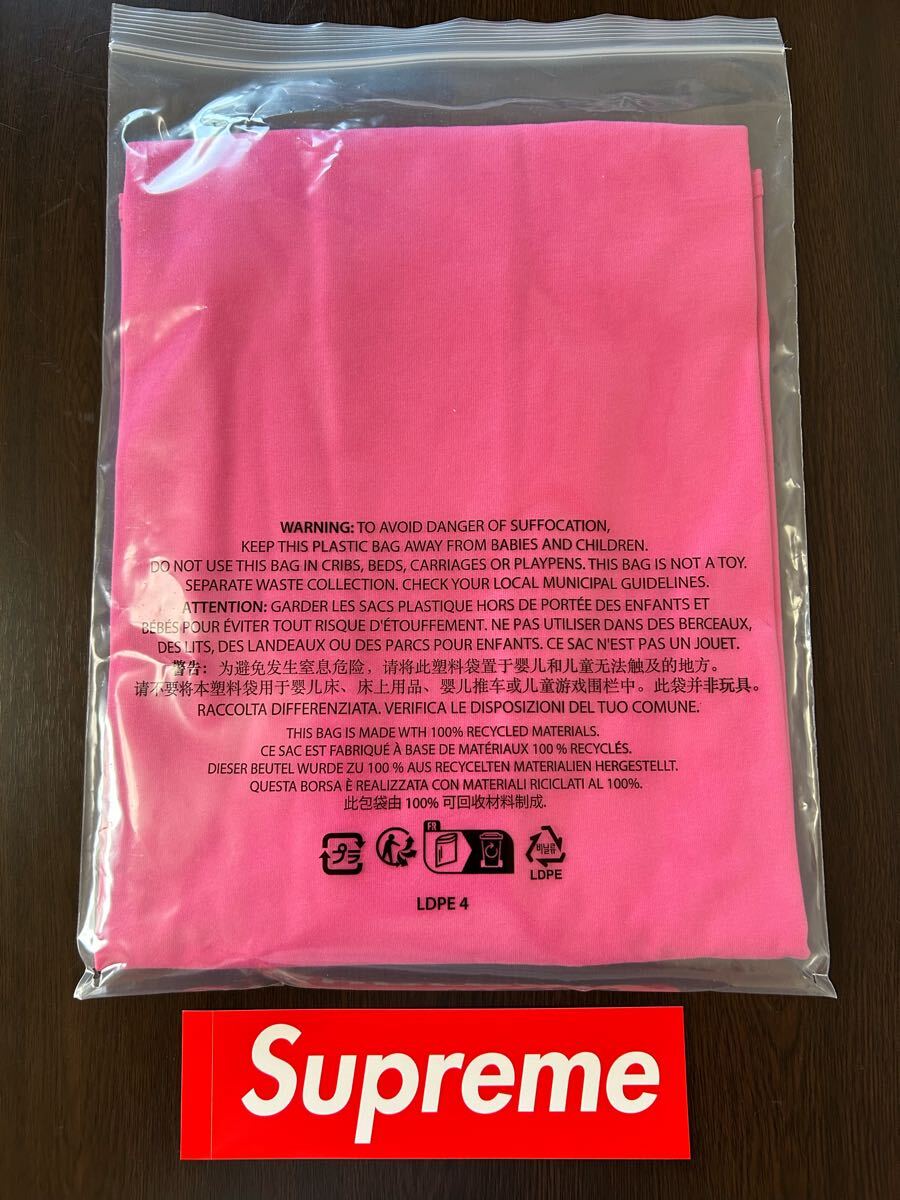 WARNING: TO AVOID DANGER OF SUFFOCATION,
KEEP THIS PLASTIC BAG AWAY FROM BABIES AND CHILDREN.
DO NOT USE THIS BAG IN CRIBS, BEDS, CARRIAGES OR PLAYPENS. THIS BAG IS NOT A TOY.
SEPARATE WASTE COLLECTION. CHECK YOUR LOCAL MUNICIPAL GUIDELINES.
ATTENTION: GARDER LES SACS PLASTIQUE HORS DE PORTÉE DES ENFANTS ET
BÉBÉS POUR ÉVITER TOUT RISQUE D'ÉTOUFFEMENT. NE PAS UTILISER DANS DES BERCEAUX,
DES LITS, DES LANDEAUX OU DES PARCS POUR ENFANTS. CE SAC N'EST PAS UN JOUET.
警告：为避免发生窒息危险，请将此塑料袋置于婴儿和儿童无法触及的地方。
请不要将本塑料袋用于婴儿床、床上用品、婴儿推车或儿童游戏围栏中。此袋并非玩具。
RACCOLTA DIFFERENZIATA. VERIFICA LE DISPOSIZIONI DEL TUO COMUNE.
THIS BAG IS MADE WTH 100% RECYCLED MATERIALS.
CE SAC EST FABRIQUÉ À BASE DE MATÉRIAUX 100 % RECYCLÉS.
DIESER BEUTEL WURDE ZU 100 % AUS RECYCELTEN MATERIALIEN HERGESTELLT.
QUESTA BORSA È REALIZZATA CON MATERIALI RICICLATI AL 100%.
此包袋由 100% 可回收材料制成.
プラ
FR
비닐류
LDPE
LDPE 4
Supreme